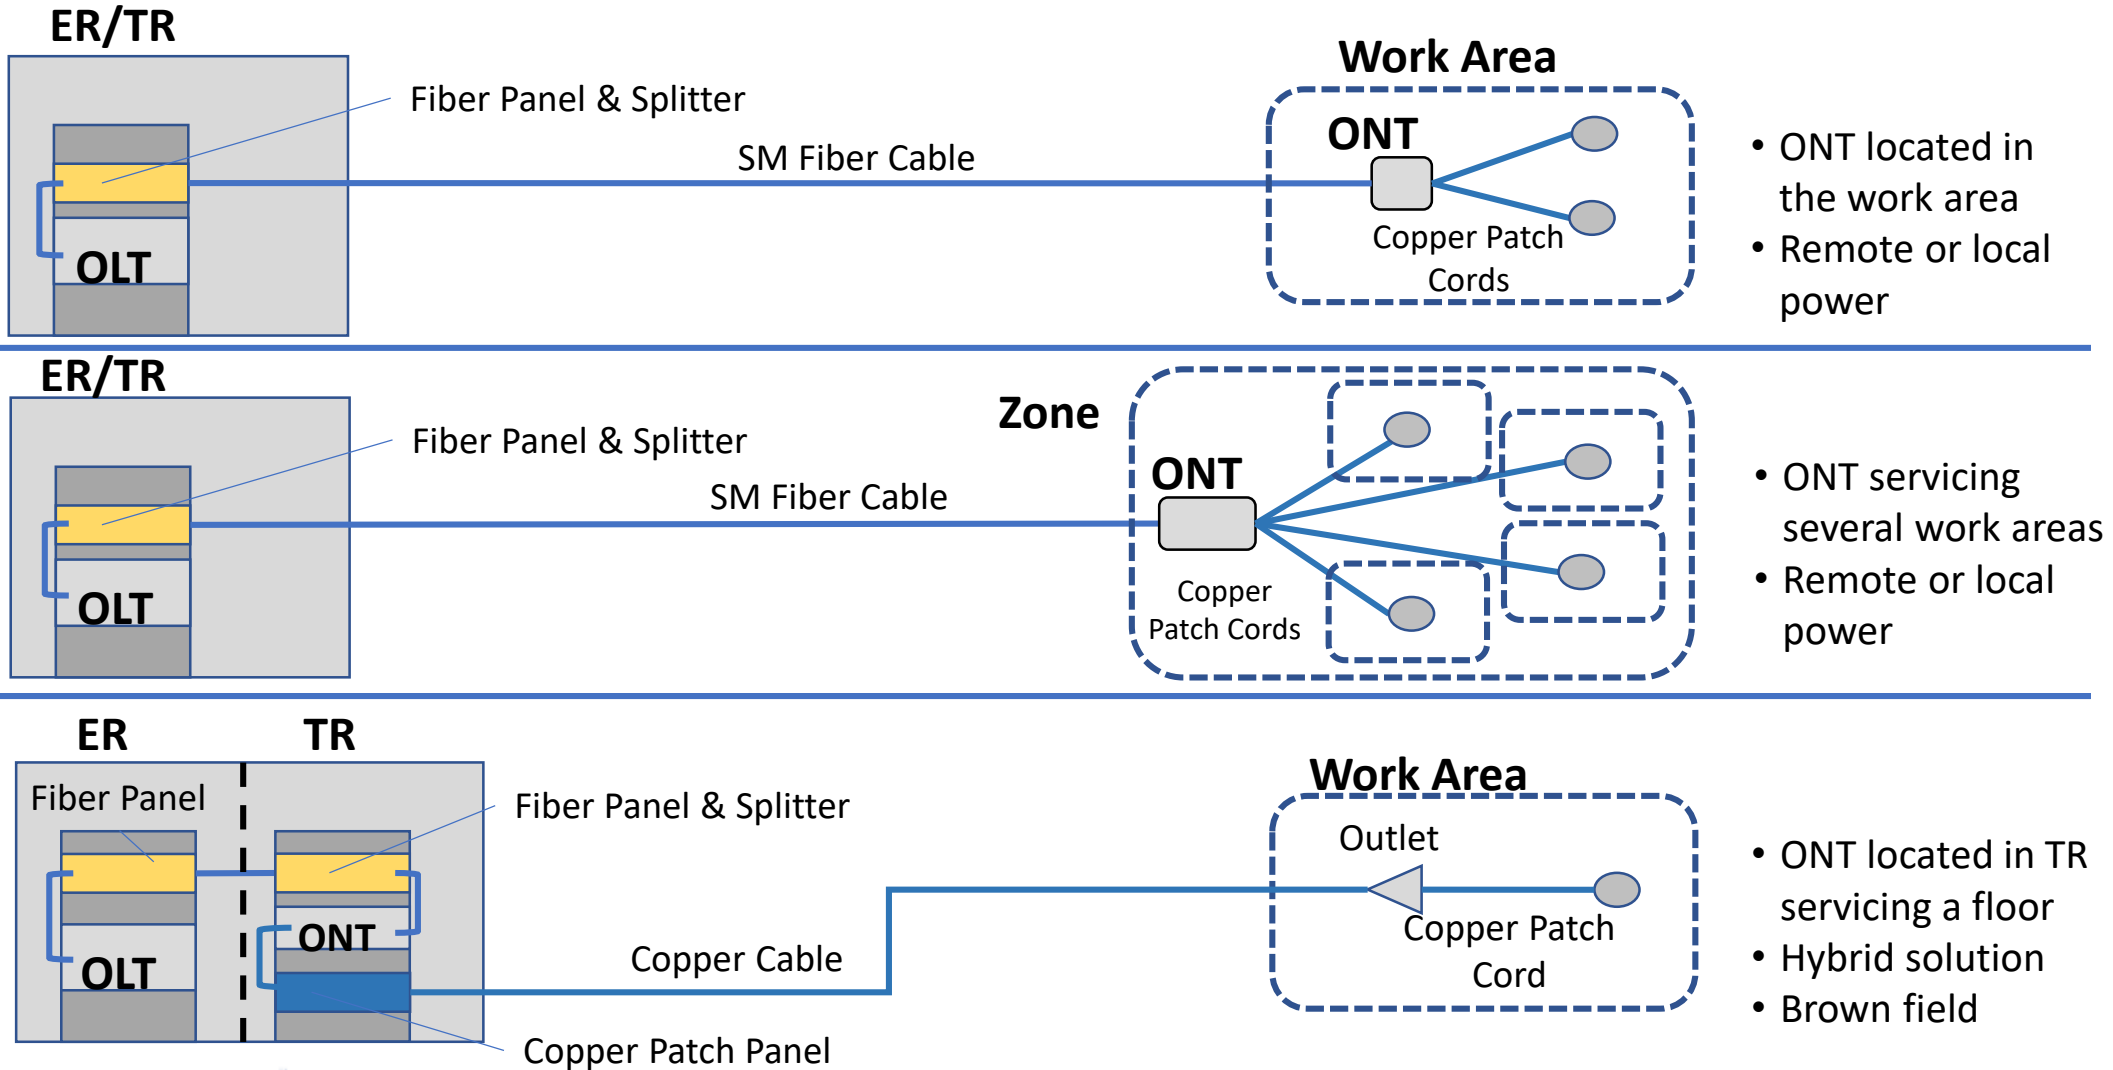 ER/TR
Fiber Panel & Splitter
SM Fiber Cable
OLT
Work Area
ONT
Copper Patch
Cords
• ONT located in
the work area
• Remote or local
power
ER/TR
Fiber Panel & Splitter
SM Fiber Cable
OLT
Zone
ONT
Copper
Patch Cords
• ONT servicing
several work areas
• Remote or local
power
ER
TR
Fiber Panel
Fiber Panel & Splitter
OLT
ONT
Copper Cable
Copper Patch Panel
Work Area
Outlet
Copper Patch
Cord
• ONT located in TR
servicing a floor
• Hybrid solution
• Brown field